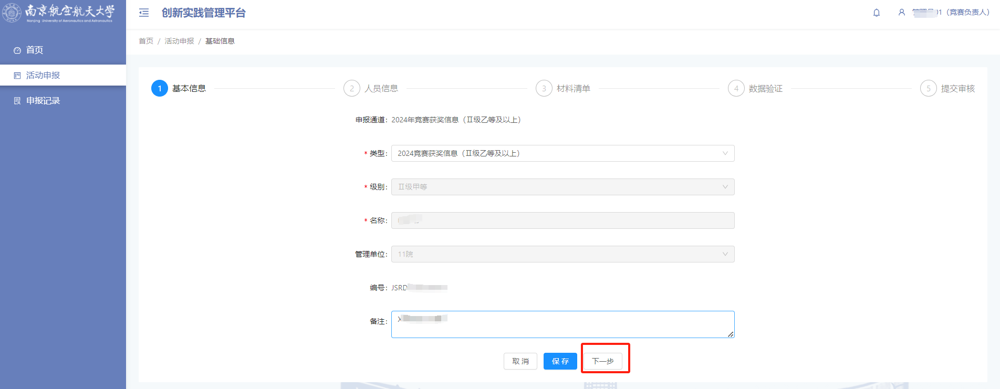 南京航空航天大学
Nanjing University of Aeronautics and Astronautics
创新实践管理平台
01（竞赛负责人）
首页 / 活动申报 / 基础信息
首页
活动申报
申报记录
1 基本信息
2 人员信息
3 材料清单
4 数据验证
5 提交审核
申报通道： 2024年竞赛获奖信息（Ⅱ级乙等及以上）
* 类型： 2024竞赛获奖信息（Ⅱ级乙等及以上）
* 级别： Ⅱ级甲等
* 名称：
管理单位： 11院
编号： JSRD
备注： X
取 消
保 存
下一步